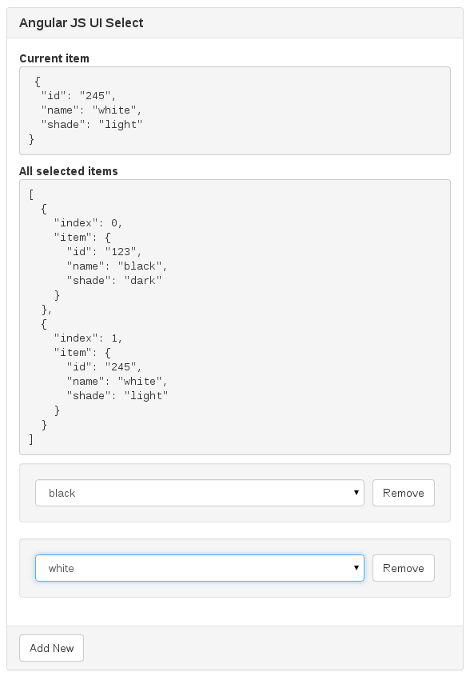 Angular JS UI Select
Current item
{
"id": "245",
"name": "white",
"shade": "light"
}
All selected items
[
{
"index": 0,
"item": {
"id": "123",
"name": "black",
"shade": "dark"
}
},
{
"index": 1,
"item": {
"id": "245",
"name": "white",
"shade": "light"
}
}
]
black Remove
white Remove
Add New